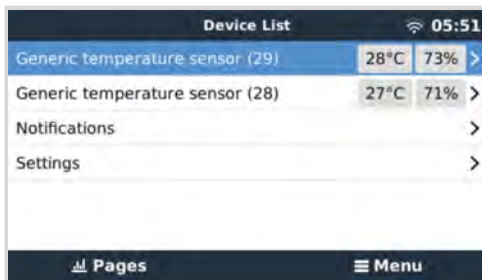 Device List 05:51
Generic temperature sensor (29) 28°C 73% >
Generic temperature sensor (28) 27°C 71% >
Notifications >
Settings >
Pages Menu